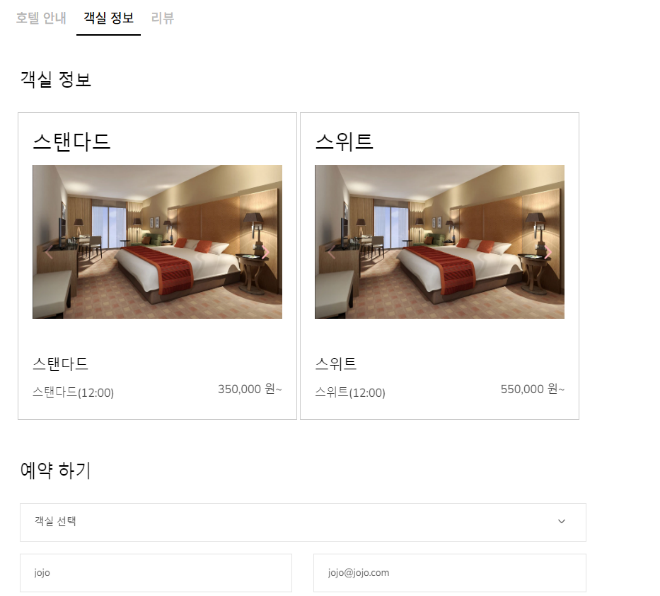 호텔 안내 객실 정보 리뷰
객실 정보
스탠다드
스탠다드
스탠다드(12:00) 350,000 원~
스위트
스위트
스위트(12:00) 550,000 원~
예약 하기
객실 선택
jojo jojo@jojo.com